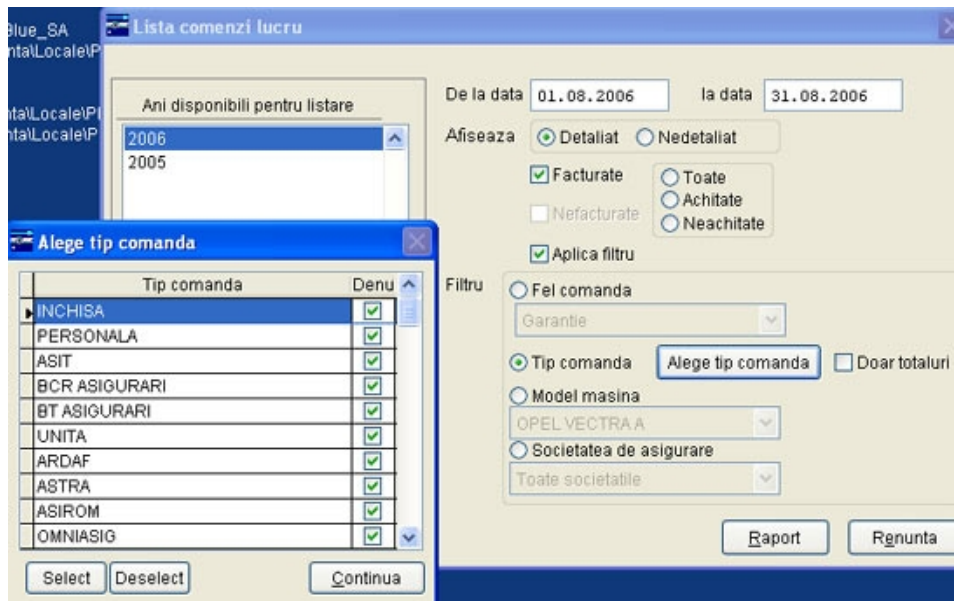 Blue_SA
nta\Locale\P
nta\Locale\Pl
nta\Locale\P
Lista comenzi lucru
Ani disponibili pentru listare
2006
2005
De la data 01.08.2006 la data 31.08.2006
Afiseaza Detaliat Nedetaliat
Facturate
Nefacturate
Toate
Achitate
Neachitate
Aplica filtru
Filtru
Fel comanda
Garantie
Tip comanda Alege tip comanda Doar totaluri
Model masina
OPEL VECTRA A
Societatea de asigurare
Toate societatile
Raport Renunta
Alege tip comanda
Tip comanda Denu
INCHISA
PERSONALA
ASIT
BCR ASIGURARI
BT ASIGURARI
UNITA
ARDAF
ASTRA
ASIROM
OMNIASIG
Select Deselect Continua